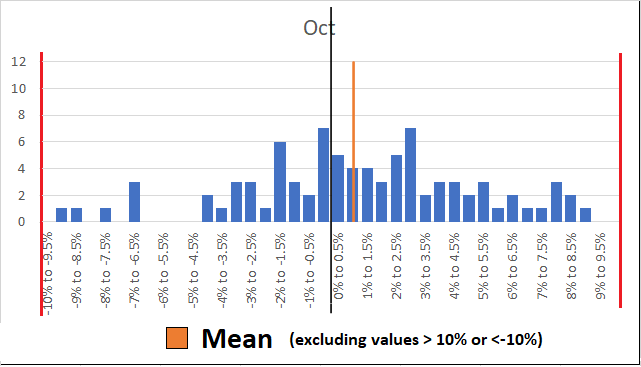 Oct
12
10
8
6
4
2
0
-10% to -9.5%
-9% to -8.5%
-8% to -7.5%
-7% to -6.5%
-6% to -5.5%
-5% to -4.5%
-4% to -3.5%
-3% to -2.5%
-2% to -1.5%
-1% to -0.5%
0% to 0.5%
1% to 1.5%
2% to 2.5%
3% to 3.5%
4% to 4.5%
5% to 5.5%
6% to 6.5%
7% to 7.5%
8% to 8.5%
9% to 9.5%
Mean (excluding values > 10% or <-10%)